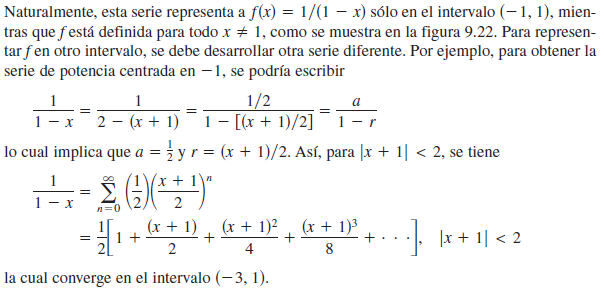 Naturalmente, esta serie representa a f(x) = 1/(1 − x) sólo en el intervalo (−1, 1), mien-
tras que f está definida para todo x ≠ 1, como se muestra en la figura 9.22. Para represen-
tar f en otro intervalo, se debe desarrollar otra serie diferente. Por ejemplo, para obtener la
serie de potencia centrada en −1, se podría escribir
1/(1 − x) = 1/(2 − (x + 1)) = (1/2)/(1 − [(x + 1)/2]) = a/(1 − r)
lo cual implica que a = 1/2 y r = (x + 1)/2. Así, para |x + 1| < 2, se tiene
1/(1 − x) = ∑_{n=0}^{∞} (1/2)((x + 1)/2)^n
= 1/2[1 + (x + 1)/2 + (x + 1)²/4 + (x + 1)³/8 + · · ·], |x + 1| < 2
la cual converge en el intervalo (−3, 1).